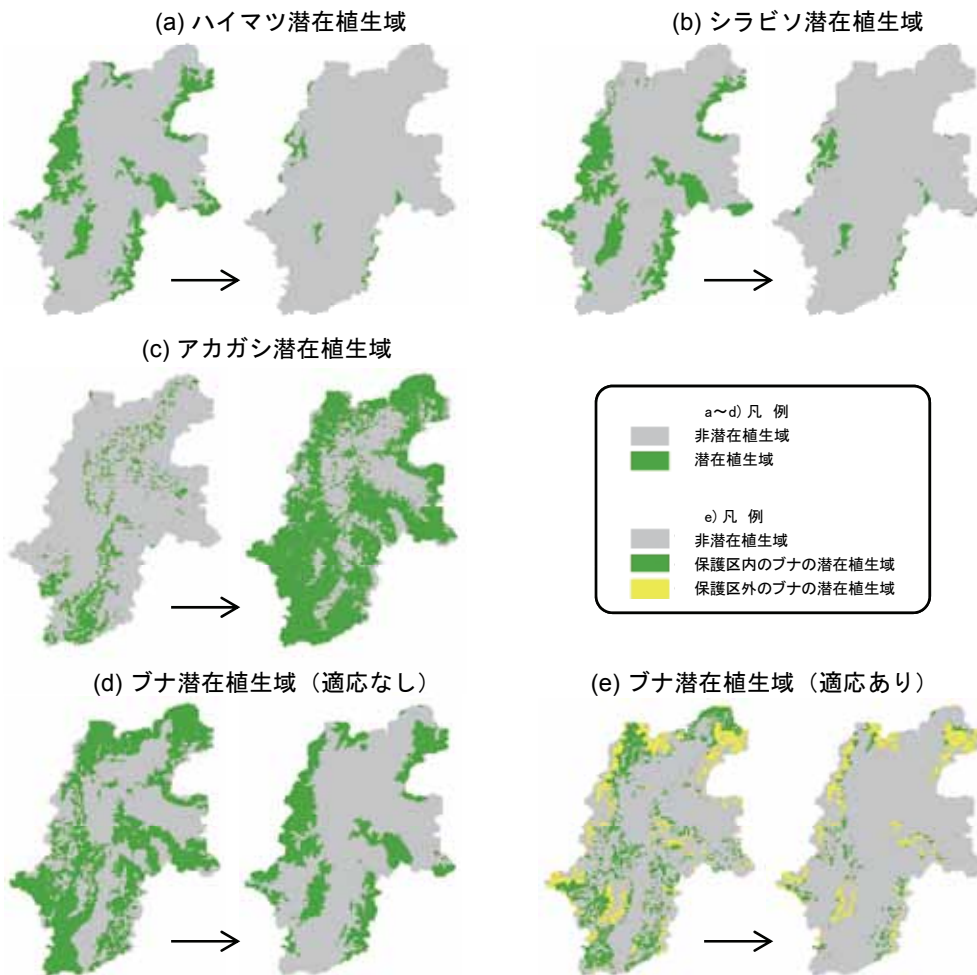 (a) ハイマツ潜在植生域
(b) シラビソ潜在植生域
(c) アカガシ潜在植生域
a～d) 凡 例
非潜在植生域
潜在植生域
e) 凡 例
非潜在植生域
保護区内のブナの潜在植生域
保護区外のブナの潜在植生域
(d) ブナ潜在植生域（適応なし）
(e) ブナ潜在植生域（適応あり）